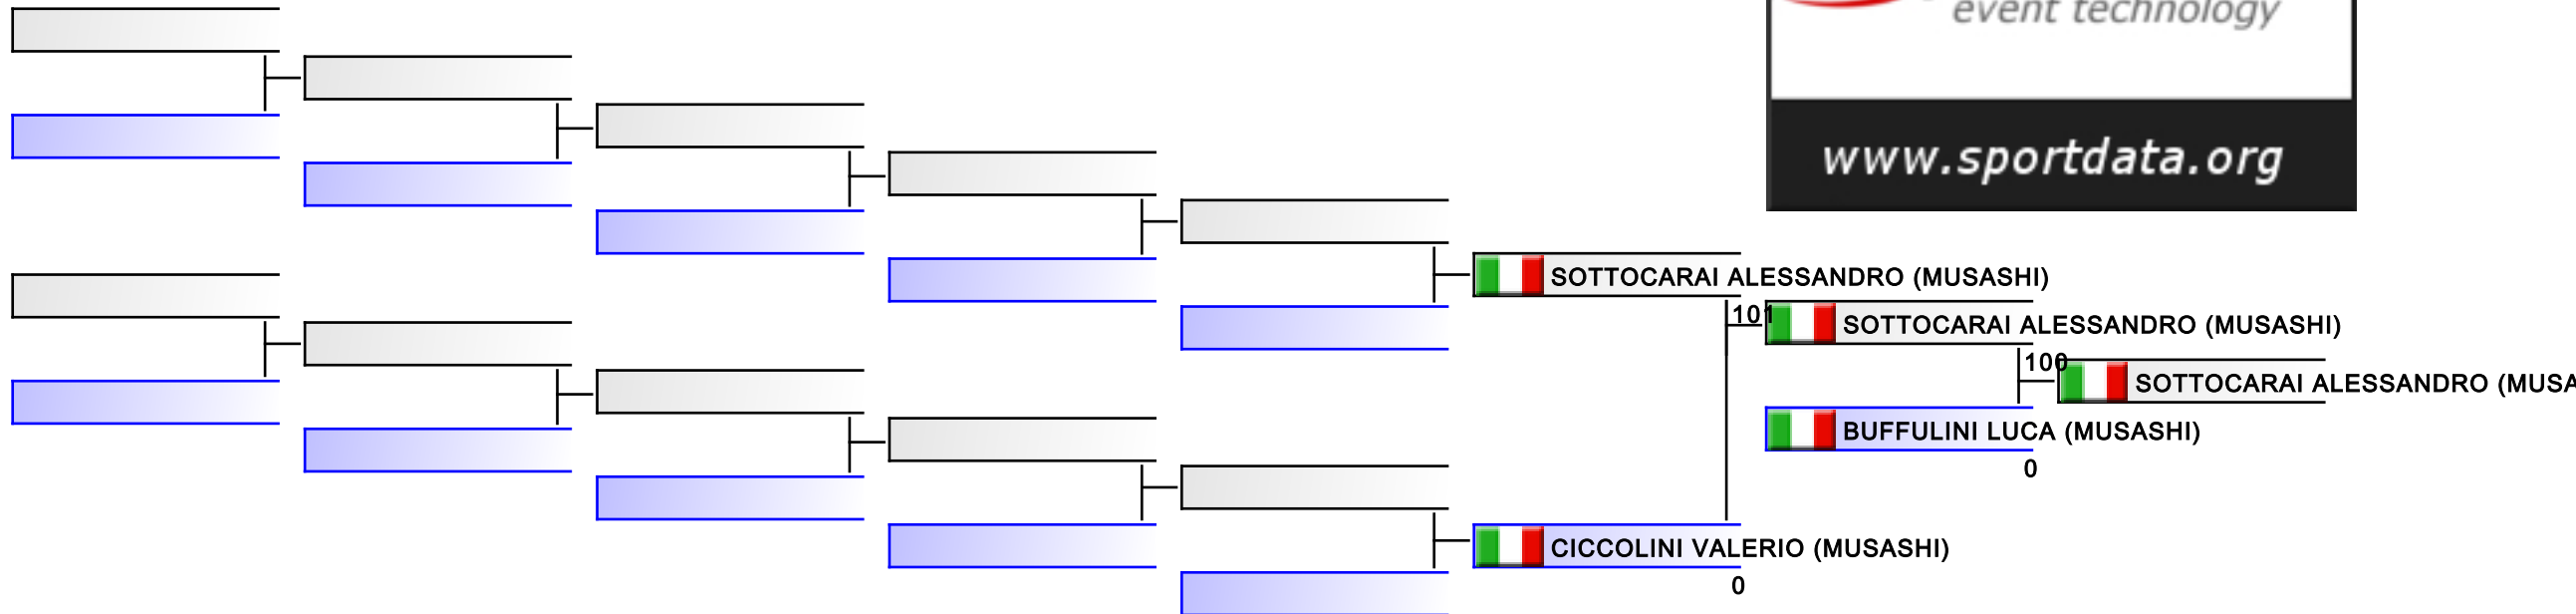 event technology
www.sportdata.org
SOTTOCARAI ALESSANDRO (MUSASHI)
101
SOTTOCARAI ALESSANDRO (MUSASHI)
100
SOTTOCARAI ALESSANDRO (MUSA
BUFFULINI LUCA (MUSASHI)
0
CICCOLINI VALERIO (MUSASHI)
0